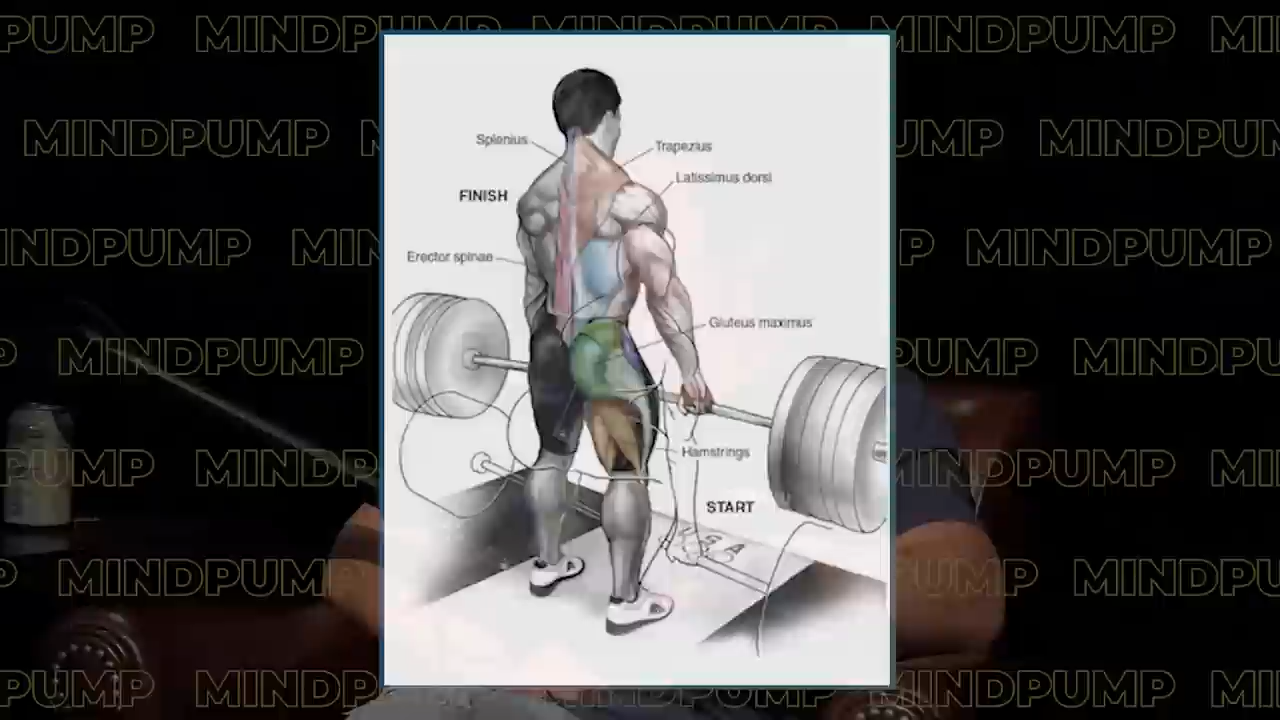 MINDPUMP
Splenius
Trapezius
Latissimus dorsi
FINISH
Erector spinae
Gluteus maximus
Hamstrings
START
U S A